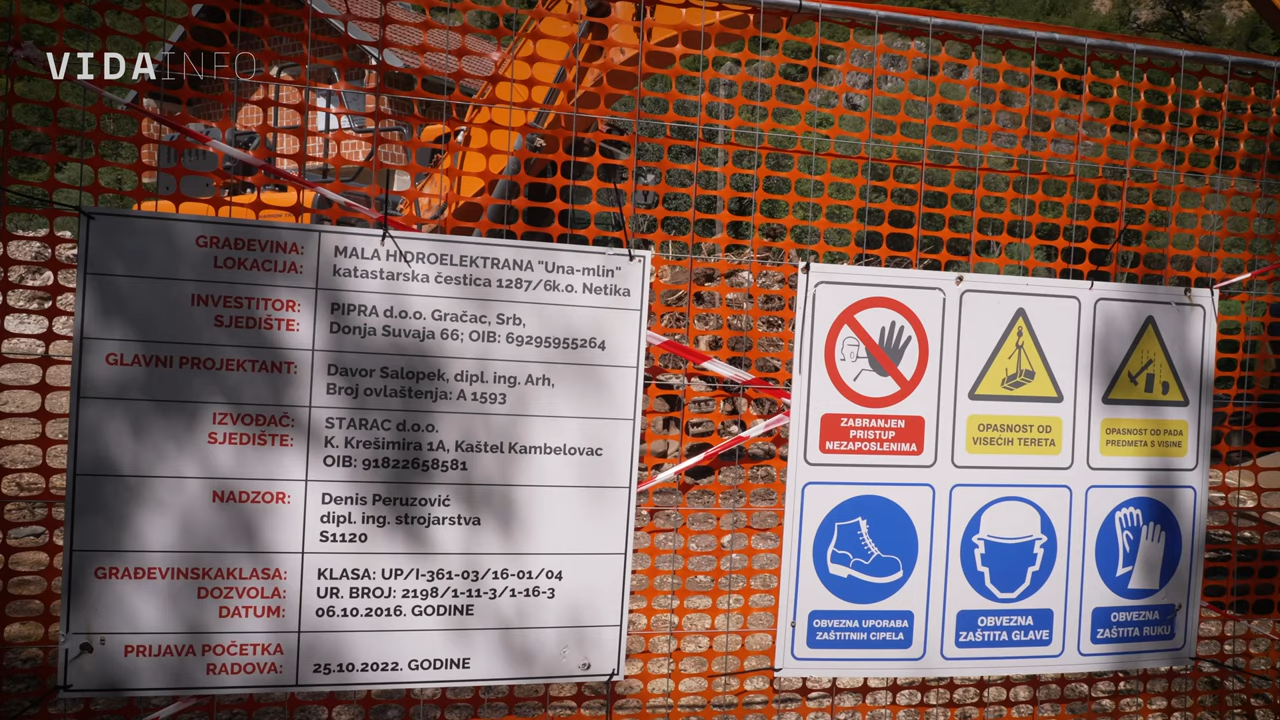 VIDAINFO
GRAĐEVINA: MALA HIDROELEKTRANA "Una-mlin"
LOKACIJA: katastarska čestica 1287/6k.o. Netika
INVESTITOR: PIPRA d.o.o. Gračac, Srb,
SJEDIŠTE: Donja Suvaja 66; OIB: 69295955264
GLAVNI PROJEKTANT: Davor Salopek, dipl. ing. Arh,
Broj ovlaštenja: A 1593
IZVOĐAČ: STARAC d.o.o.
SJEDIŠTE: K. Krešimira 1A, Kaštel Kambelovac
OIB: 91822658581
NADZOR: Denis Peruzović
dipl. ing. strojarstva
S1120
GRAĐEVINSKAKLASA: KLASA: UP/I-361-03/16-01/04
DOZVOLA: UR. BROJ: 2198/1-11-3/1-16-3
DATUM: 06.10.2016. GODINE
PRIJAVA POČETKA
RADOVA: 25.10.2022. GODINE
ZABRANJEN
PRISTUP
NEZAPOSLENIMA
OPASNOST OD
VISEĆIH TERETA
OPASNOST OD PADA
PREDMETA S VISINE
OBVEZNA UPORABA
ZAŠTITNIH CIPELA
OBVEZNA
ZAŠTITA GLAVE
OBVEZNA
ZAŠTITA RUKU